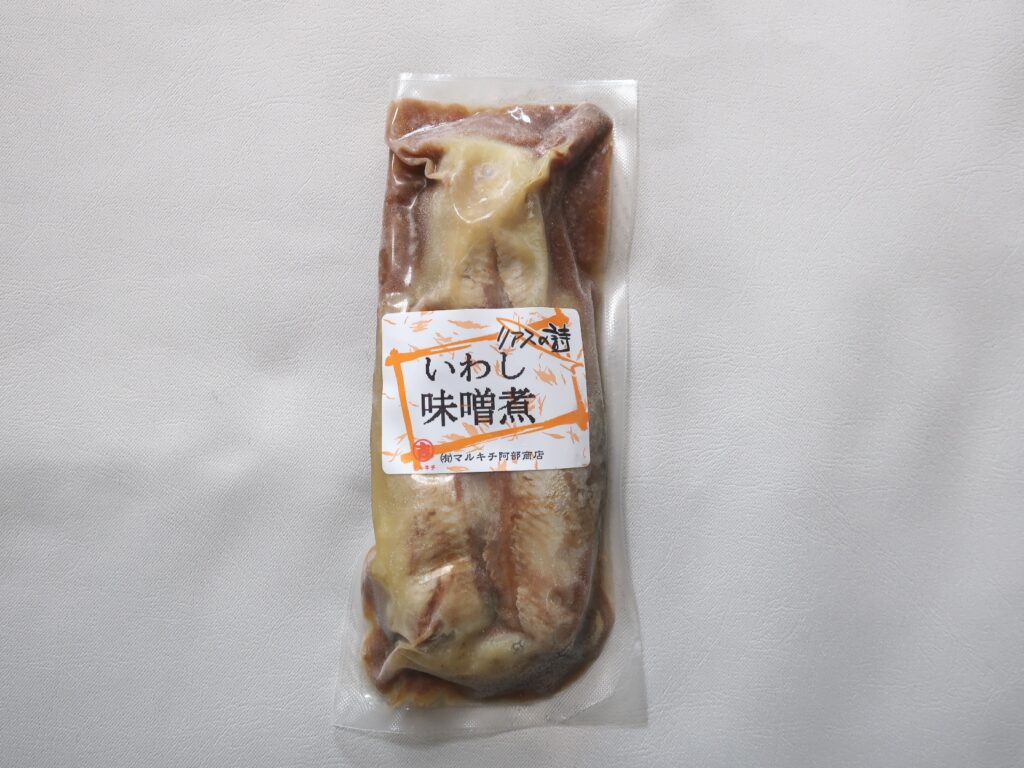 リアスの詩
いわし
味噌煮
㈲マルキチ阿部商店